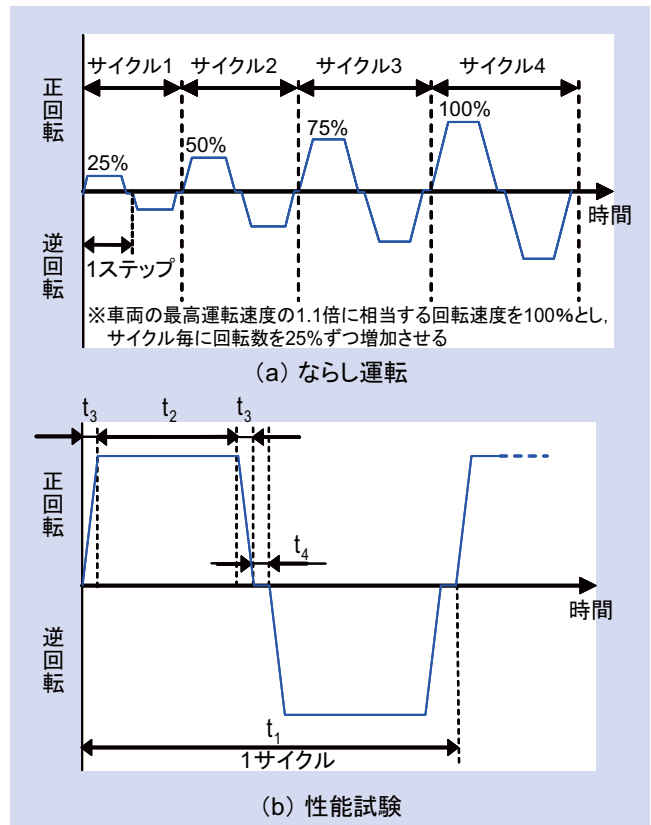 サイクル1 サイクル2 サイクル3 サイクル4
正回転
25%
50%
75%
100%
時間
逆回転
1ステップ
※車両の最高運転速度の1.1倍に相当する回転速度を100%とし,
サイクル毎に回転数を25%ずつ増加させる
(a) ならし運転
t3 t2 t3
正回転
t4
時間
逆回転
t1
1サイクル
(b) 性能試験